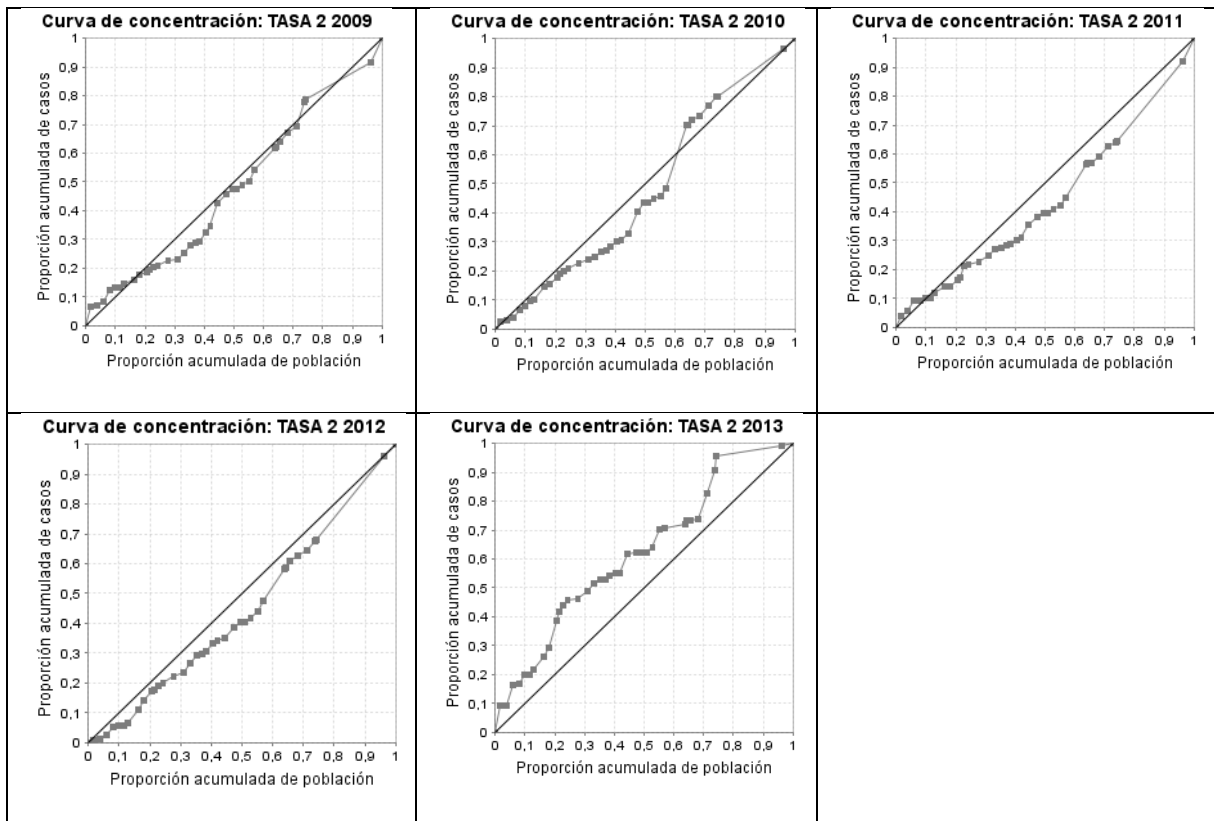 Curva de concentración: TASA 2 2009
Proporción acumulada de casos
1
0,9
0,8
0,7
0,6
0,5
0,4
0,3
0,2
0,1
0
0 0,1 0,2 0,3 0,4 0,5 0,6 0,7 0,8 0,9 1
Proporción acumulada de población
Curva de concentración: TASA 2 2010
Proporción acumulada de casos
1
0,9
0,8
0,7
0,6
0,5
0,4
0,3
0,2
0,1
0
0 0,1 0,2 0,3 0,4 0,5 0,6 0,7 0,8 0,9 1
Proporción acumulada de población
Curva de concentración: TASA 2 2011
Proporción acumulada de casos
1
0,9
0,8
0,7
0,6
0,5
0,4
0,3
0,2
0,1
0
0 0,1 0,2 0,3 0,4 0,5 0,6 0,7 0,8 0,9 1
Proporción acumulada de población
Curva de concentración: TASA 2 2012
Proporción acumulada de casos
1
0,9
0,8
0,7
0,6
0,5
0,4
0,3
0,2
0,1
0
0 0,1 0,2 0,3 0,4 0,5 0,6 0,7 0,8 0,9 1
Proporción acumulada de población
Curva de concentración: TASA 2 2013
Proporción acumulada de casos
1
0,9
0,8
0,7
0,6
0,5
0,4
0,3
0,2
0,1
0
0 0,1 0,2 0,3 0,4 0,5 0,6 0,7 0,8 0,9 1
Proporción acumulada de población